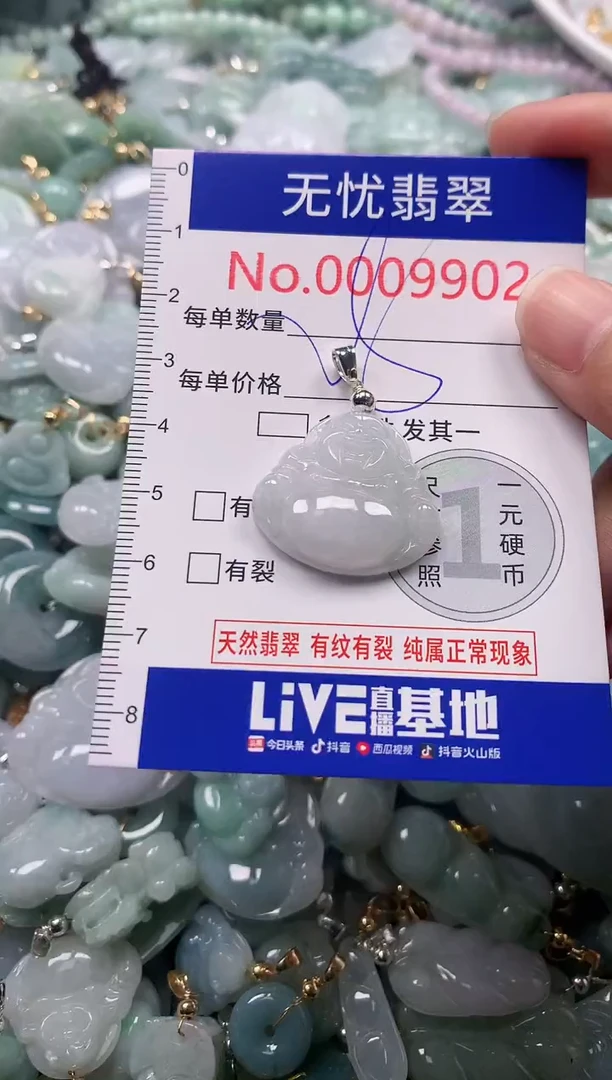 0
无忧翡翠
1
No.0009902
2
每单数量
3
每单价格
4
发其一
5
有
一元硬币
1
照
6
有裂
7
天然翡翠 有纹有裂 纯属正常现象
8
LiVE直播基地
今日头条 抖音 西瓜视频 抖音火山版